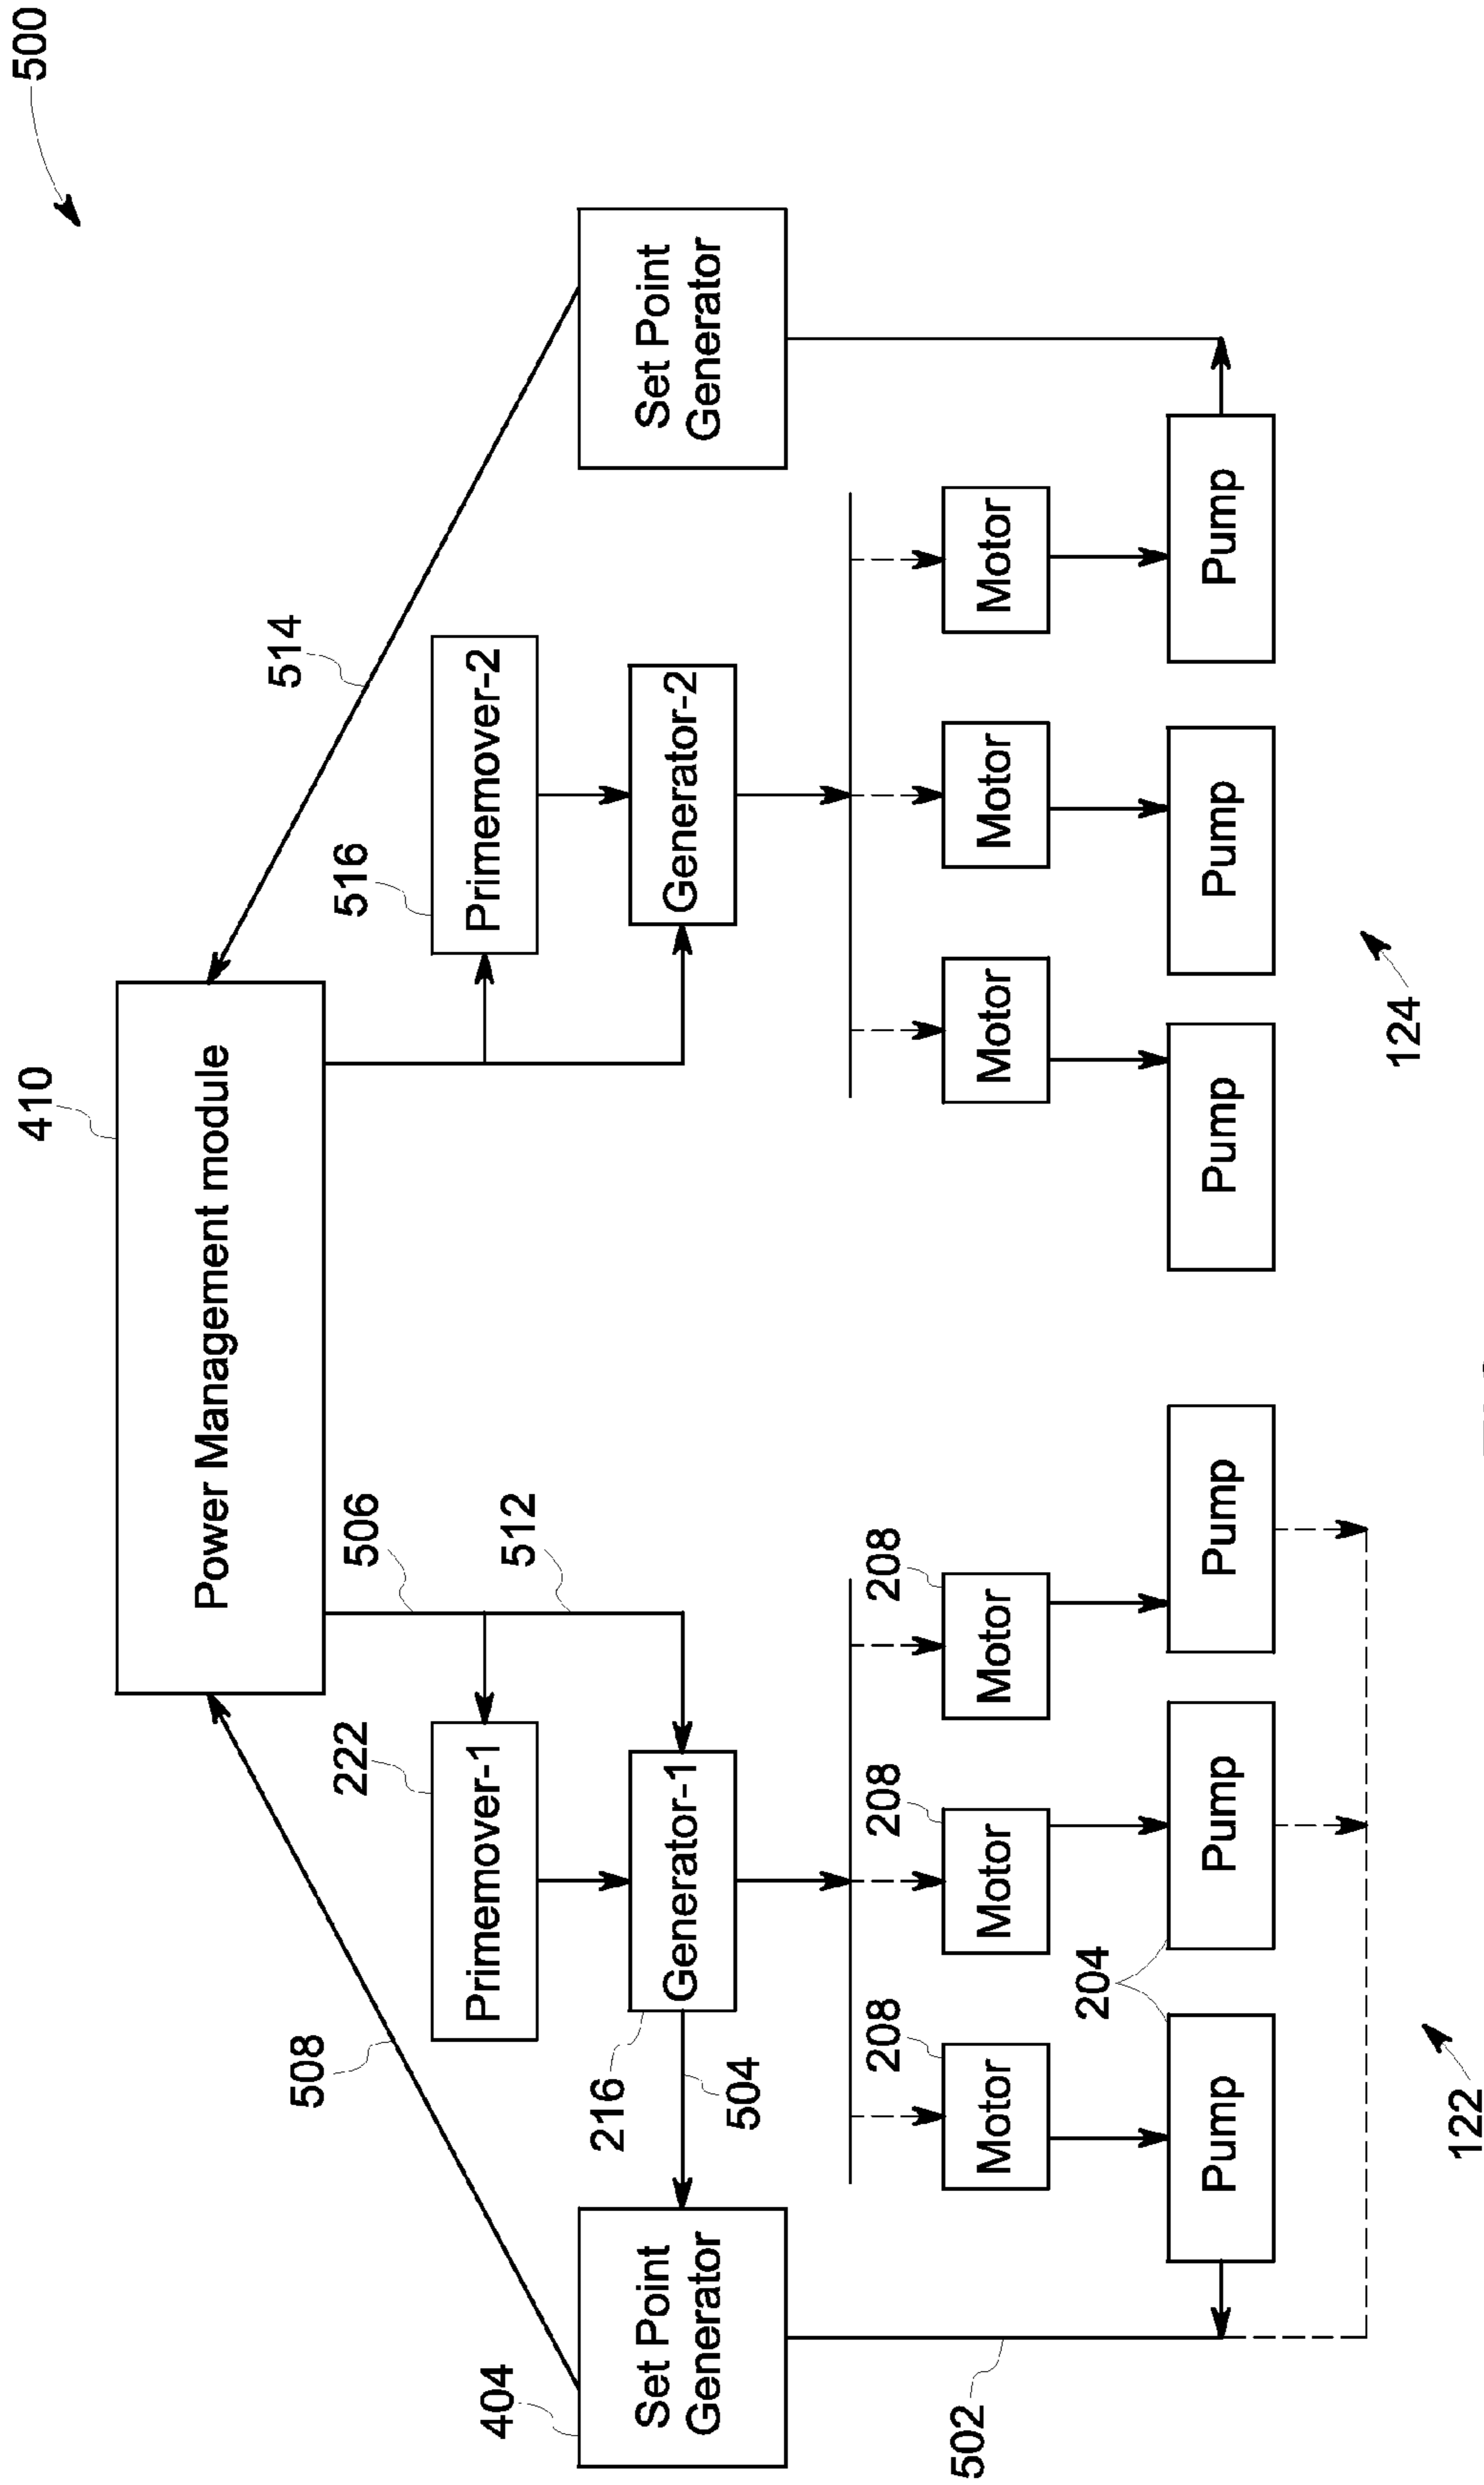 500
410
Power Management module
508
514
506
512
222
Primemover-1
516
Primemover-2
404
Set Point
Generator
504
216
Generator-1
Generator-2
Set Point
Generator
208
Motor
208
Motor
208
Motor
Motor
Motor
Motor
502
204
Pump
Pump
Pump
Pump
Pump
Pump
122
124